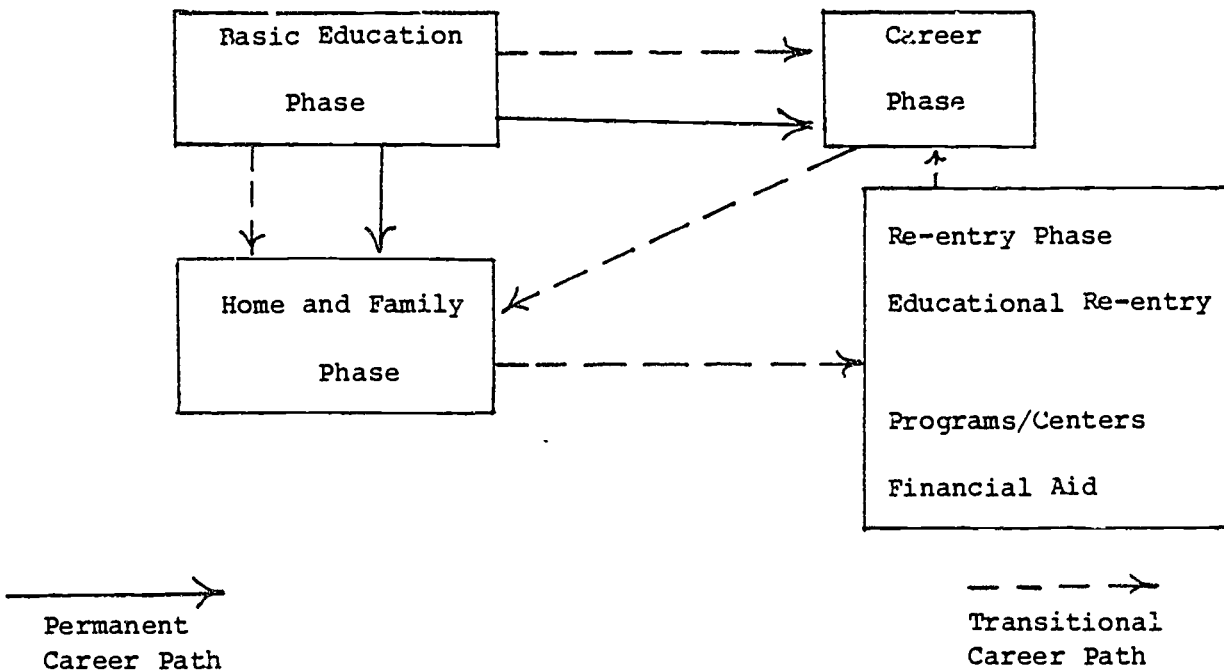 Basic Education
Phase
Career
Phase
Home and Family
Phase
Re-entry Phase
Educational Re-entry
Programs/Centers
Financial Aid
Permanent
Career Path
Transitional
Career Path